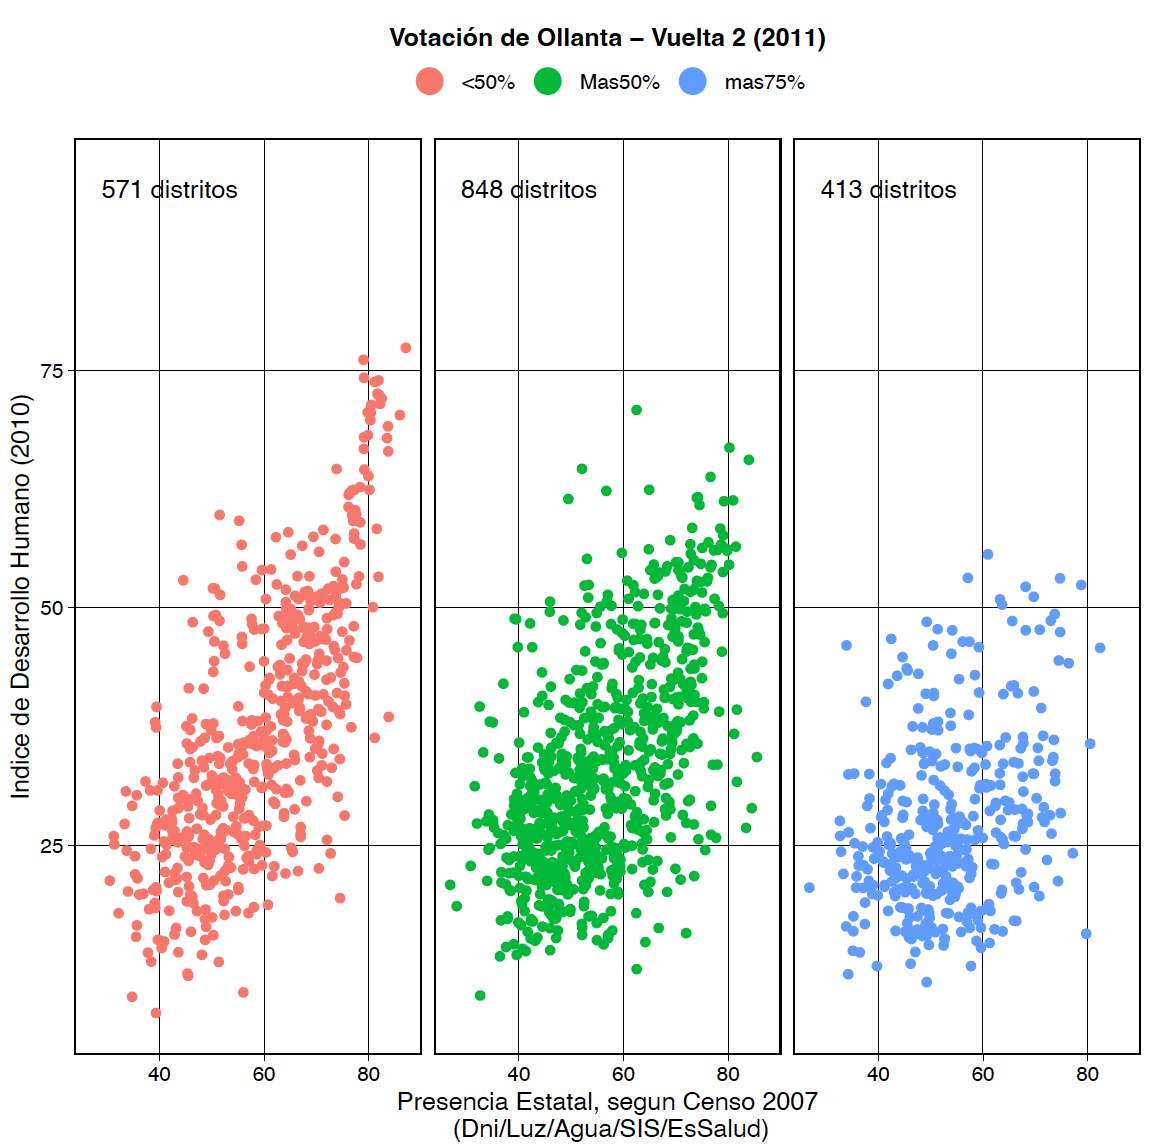 Votación de Ollanta – Vuelta 2 (2011)
<50% Mas50% mas75%
571 distritos 848 distritos 413 distritos
75
50
25
Indice de Desarrollo Humano (2010)
40 60 80 40 60 80 40 60 80
Presencia Estatal, segun Censo 2007
(Dni/Luz/Agua/SIS/EsSalud)